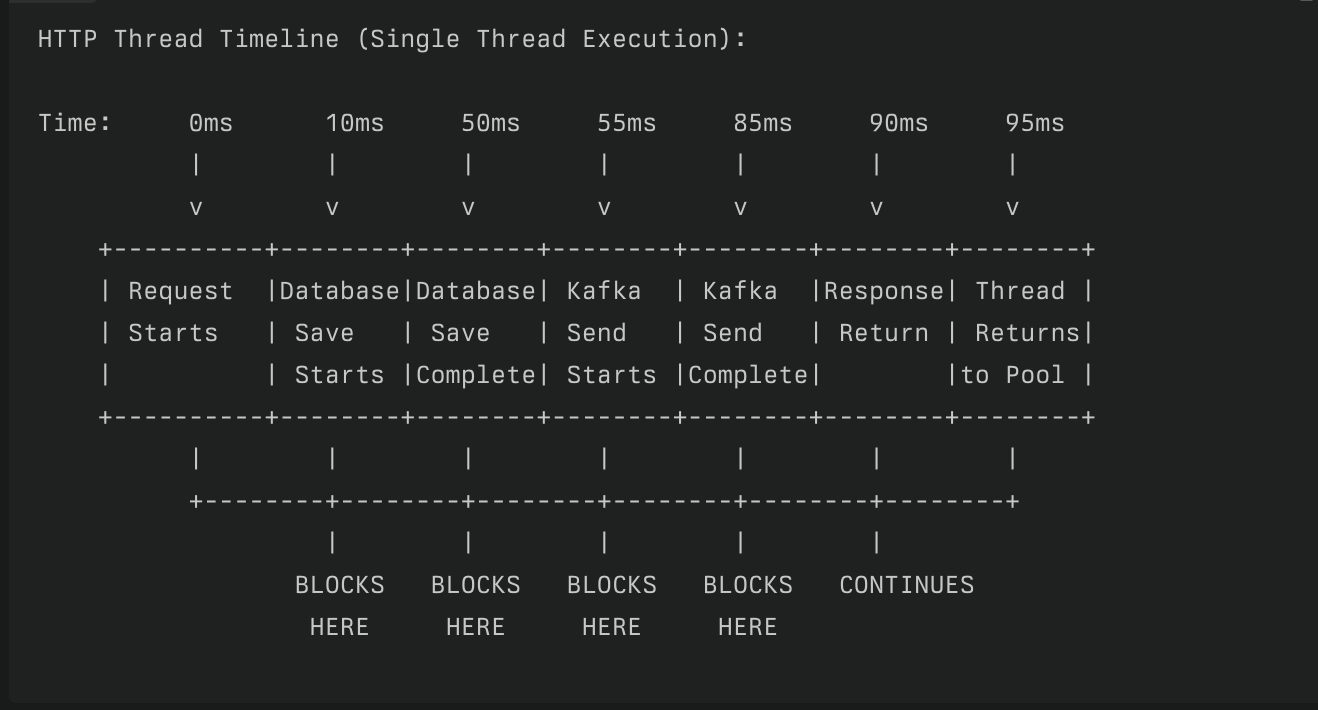 HTTP Thread Timeline (Single Thread Execution):

Time:     0ms      10ms     50ms     55ms     85ms     90ms     95ms
          |        |        |        |        |        |        |
          v        v        v        v        v        v        v
    +----------+--------+--------+--------+--------+--------+--------+
    | Request  |Database|Database| Kafka  | Kafka  |Response| Thread |
    | Starts   | Save   | Save   | Send   | Send   | Return | Returns|
    |          | Starts |Complete| Starts |Complete|        |to Pool |
    +----------+--------+--------+--------+--------+--------+--------+
          |        |        |        |        |        |        |
          +--------+--------+--------+--------+--------+--------+
                   |        |        |        |        |
                 BLOCKS   BLOCKS   BLOCKS   BLOCKS   CONTINUES
                  HERE     HERE     HERE     HERE